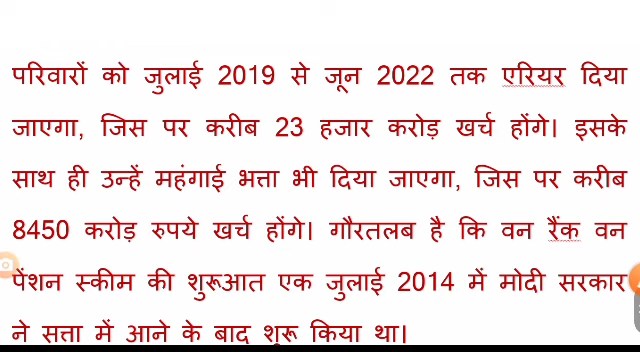 परिवारों को जुलाई 2019 से जून 2022 तक एरियर दिया
जाएगा, जिस पर करीब 23 हजार करोड़ खर्च होंगे। इसके
साथ ही उन्हें महंगाई भत्ता भी दिया जाएगा, जिस पर करीब
8450 करोड़ रुपये खर्च होंगे। गौरतलब है कि वन रैंक वन
पेंशन स्कीम की शुरूआत एक जुलाई 2014 में मोदी सरकार
ने सत्ता में आने के बाद शुरू किया था।